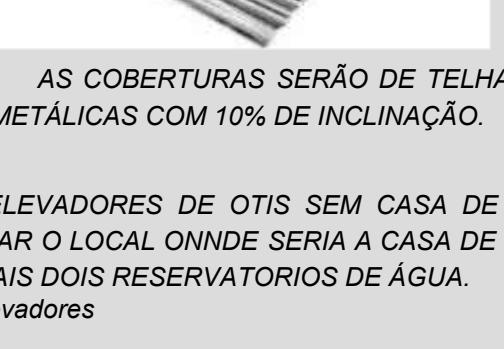 AS COBERTURAS SERÃO DE TELHA
METÁLICAS COM 10% DE INCLINAÇÃO.
ELEVADORES DE OTIS SEM CASA DE
AR O LOCAL ONNDE SERIA A CASA DE
AIS DOIS RESERVATORIOS DE ÁGUA.
vadores